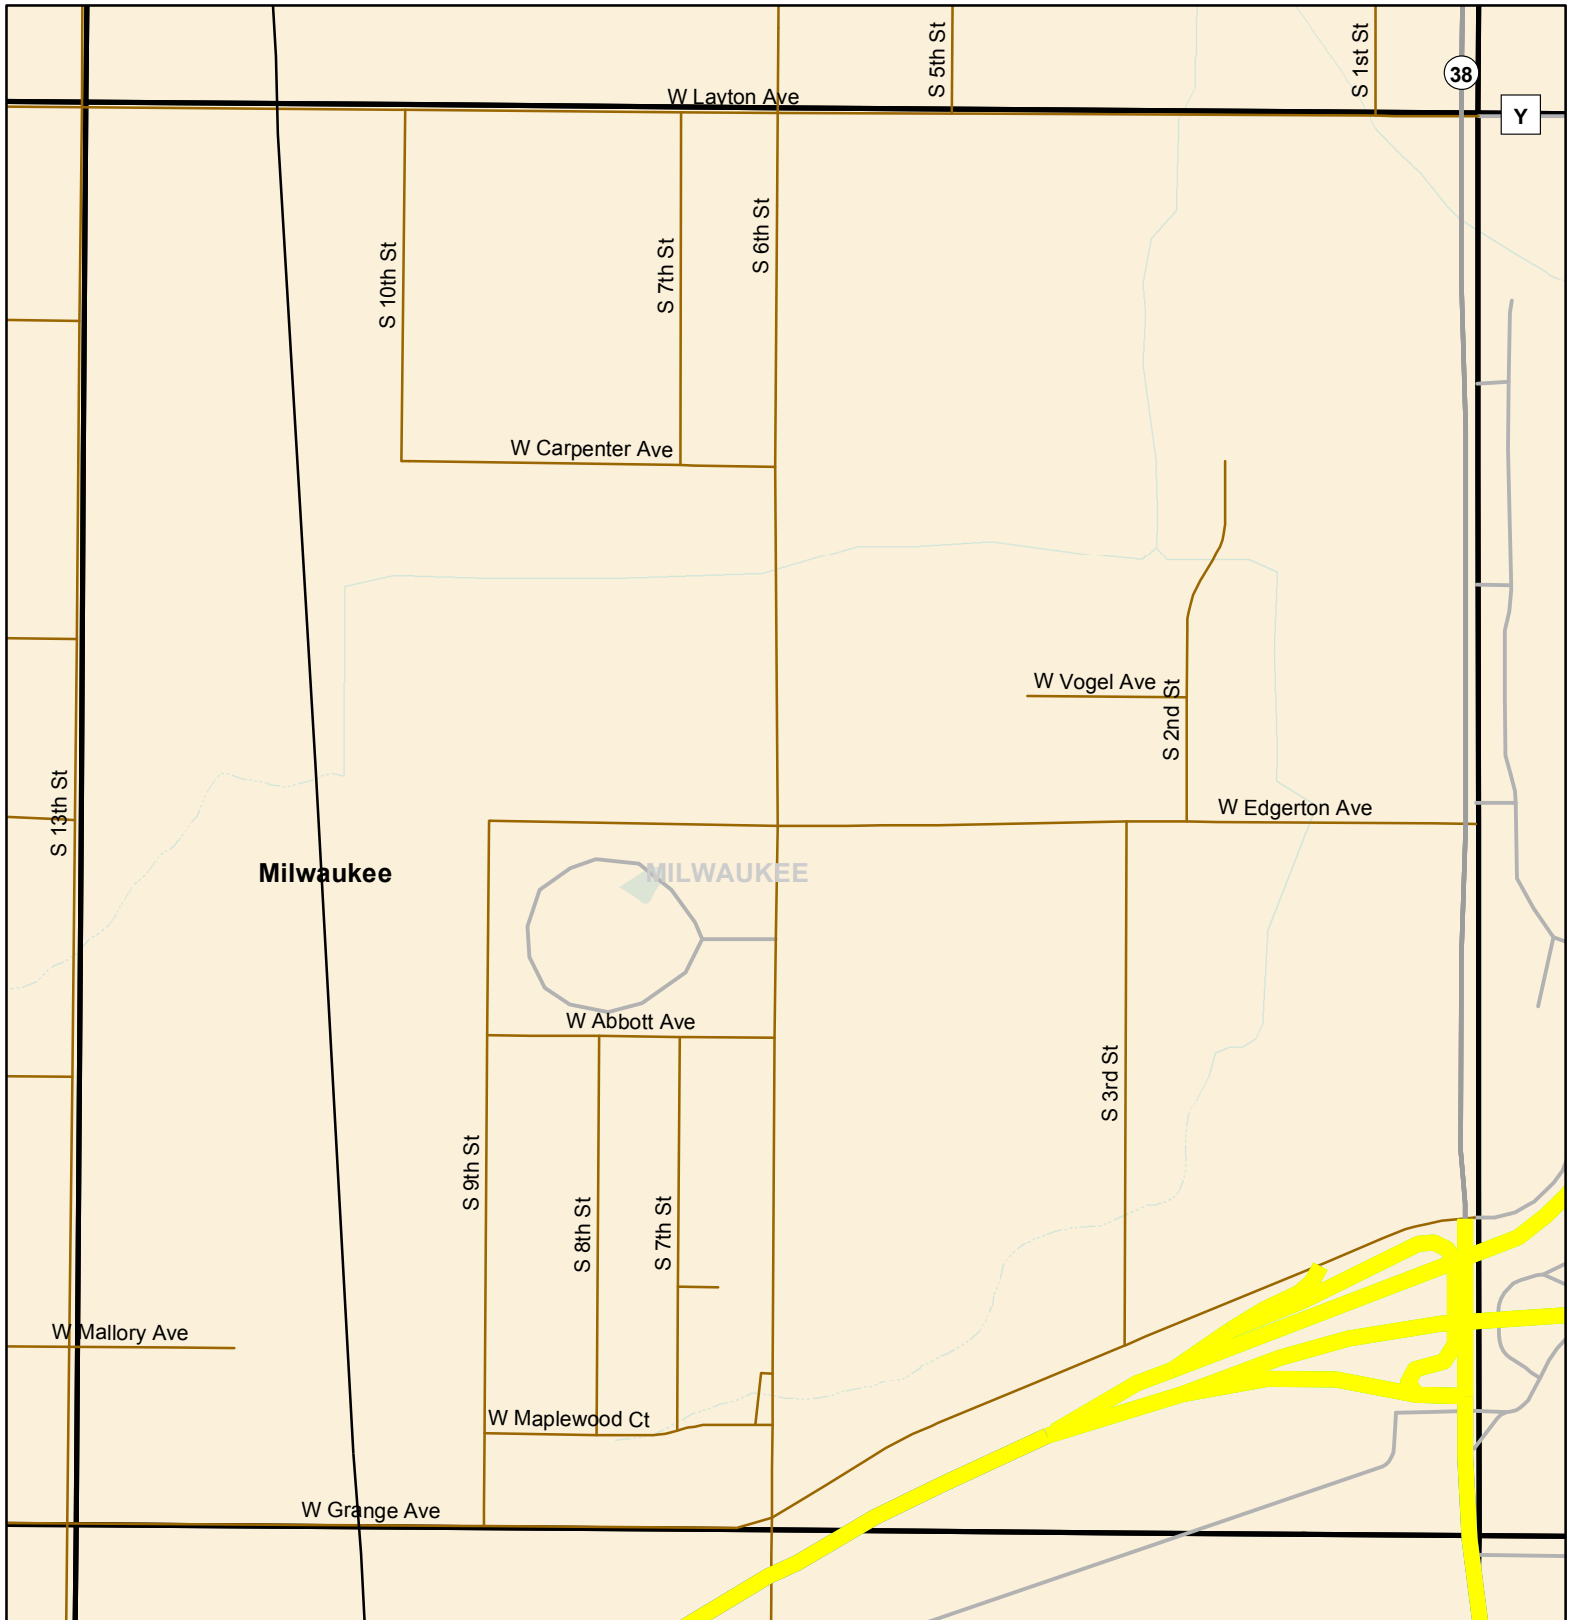 S 5th St
S 1st St
38
W Layton Ave
Y
S 10th St
S 7th St
S 6th St
W Carpenter Ave
W Vogel Ave
S 2nd St
S 13th St
W Edgerton Ave
Milwaukee
MILWAUKEE
W Abbott Ave
S 3rd St
S 9th St
S 8th St
S 7th St
W Mallory Ave
W Maplewood Ct
W Grange Ave